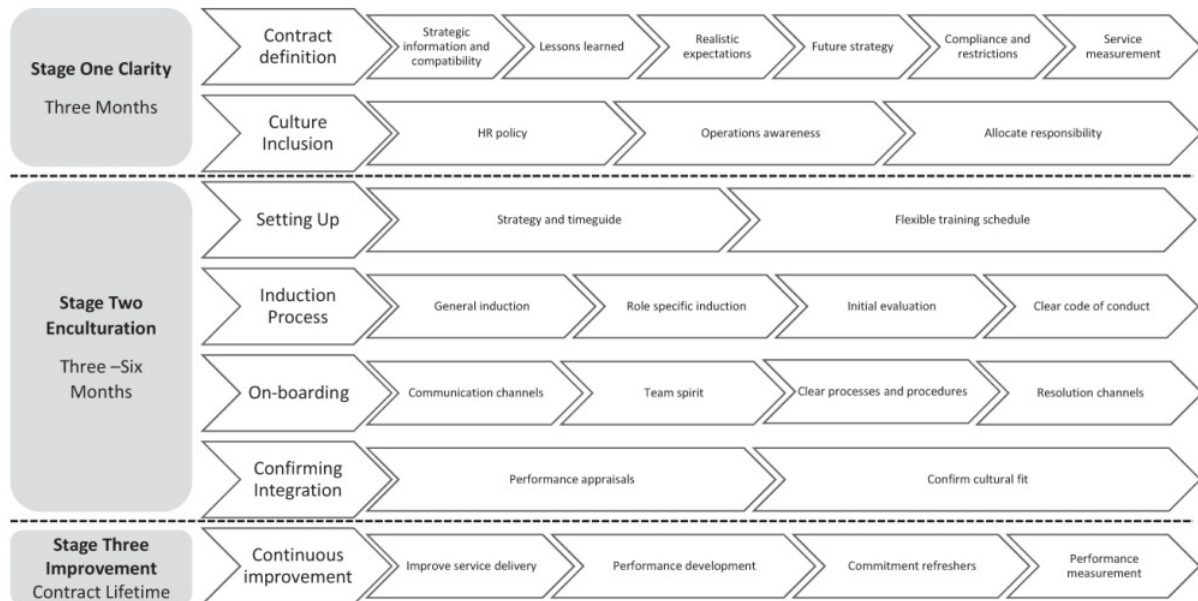 Stage One Clarity
Three Months
Contract
definition
Strategic
information and
compatibility
Lessons learned
Realistic
expectations
Future strategy
Compliance and
restrictions
Service
measurement
Culture
Inclusion
HR policy
Operations awareness
Allocate responsibility
Stage Two
Enculturation
Three –Six
Months
Setting Up
Strategy and timeguide
Flexible training schedule
Induction
Process
General induction
Role specific induction
Initial evaluation
Clear code of conduct
On-boarding
Communication channels
Team spirit
Clear processes and procedures
Resolution channels
Confirming
Integration
Performance appraisals
Confirm cultural fit
Stage Three
Improvement
Contract Lifetime
Continuous
improvement
Improve service delivery
Performance development
Commitment refreshers
Performance
measurement